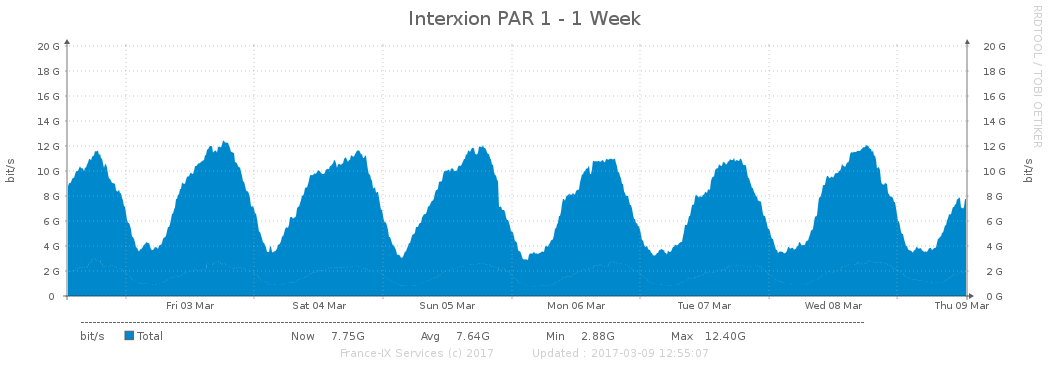 Interxion PAR 1 - 1 Week
RRDTOOL / TOBI OETIKER
bit/s
bit/s
20 G
20 G
18 G
18 G
16 G
16 G
14 G
14 G
12 G
12 G
10 G
10 G
8 G
8 G
6 G
6 G
4 G
4 G
2 G
2 G
0
0 G
Fri 03 Mar Sat 04 Mar Sun 05 Mar Mon 06 Mar Tue 07 Mar Wed 08 Mar Thu 09 Mar
bit/s Total Now 7.75G Avg 7.64G Min 2.88G Max 12.40G
France-IX Services (c) 2017 Updated : 2017-03-09 12:55:07